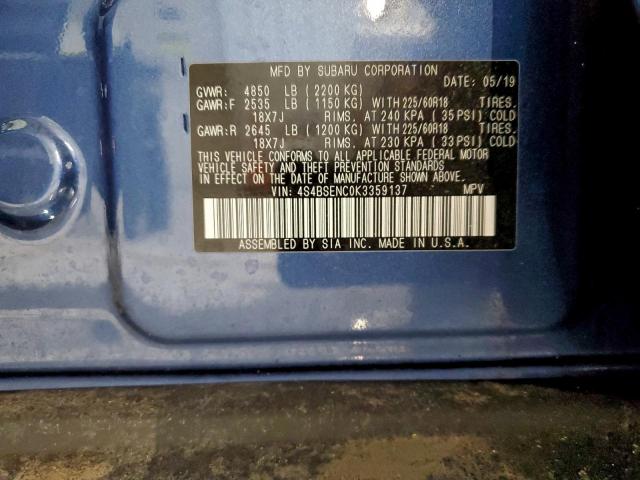 MFD BY SUBARU CORPORATION
DATE: 05/19
GVWR: 4850 LB (2200 KG)
GAWR:F 2535 LB (1150 KG) WITH 225/60R18 TIRES.
18X7J RIMS, AT 240 KPA (35 PSI) COLD
GAWR:R 2645 LB (1200 KG) WITH 225/60R18 TIRES.
18X7J RIMS, AT 230 KPA (33 PSI) COLD
THIS VEHICLE CONFORMS TO ALL APPLICABLE FEDERAL MOTOR
VEHICLE SAFETY AND THEFT PREVENTION STANDARDS
IN EFFECT ON THE DATE OF MANUFACTURE SHOWN ABOVE.
VIN: 4S4BSENC0K3359137 MPV
ASSEMBLED BY SIA INC. MADE IN U.S.A.